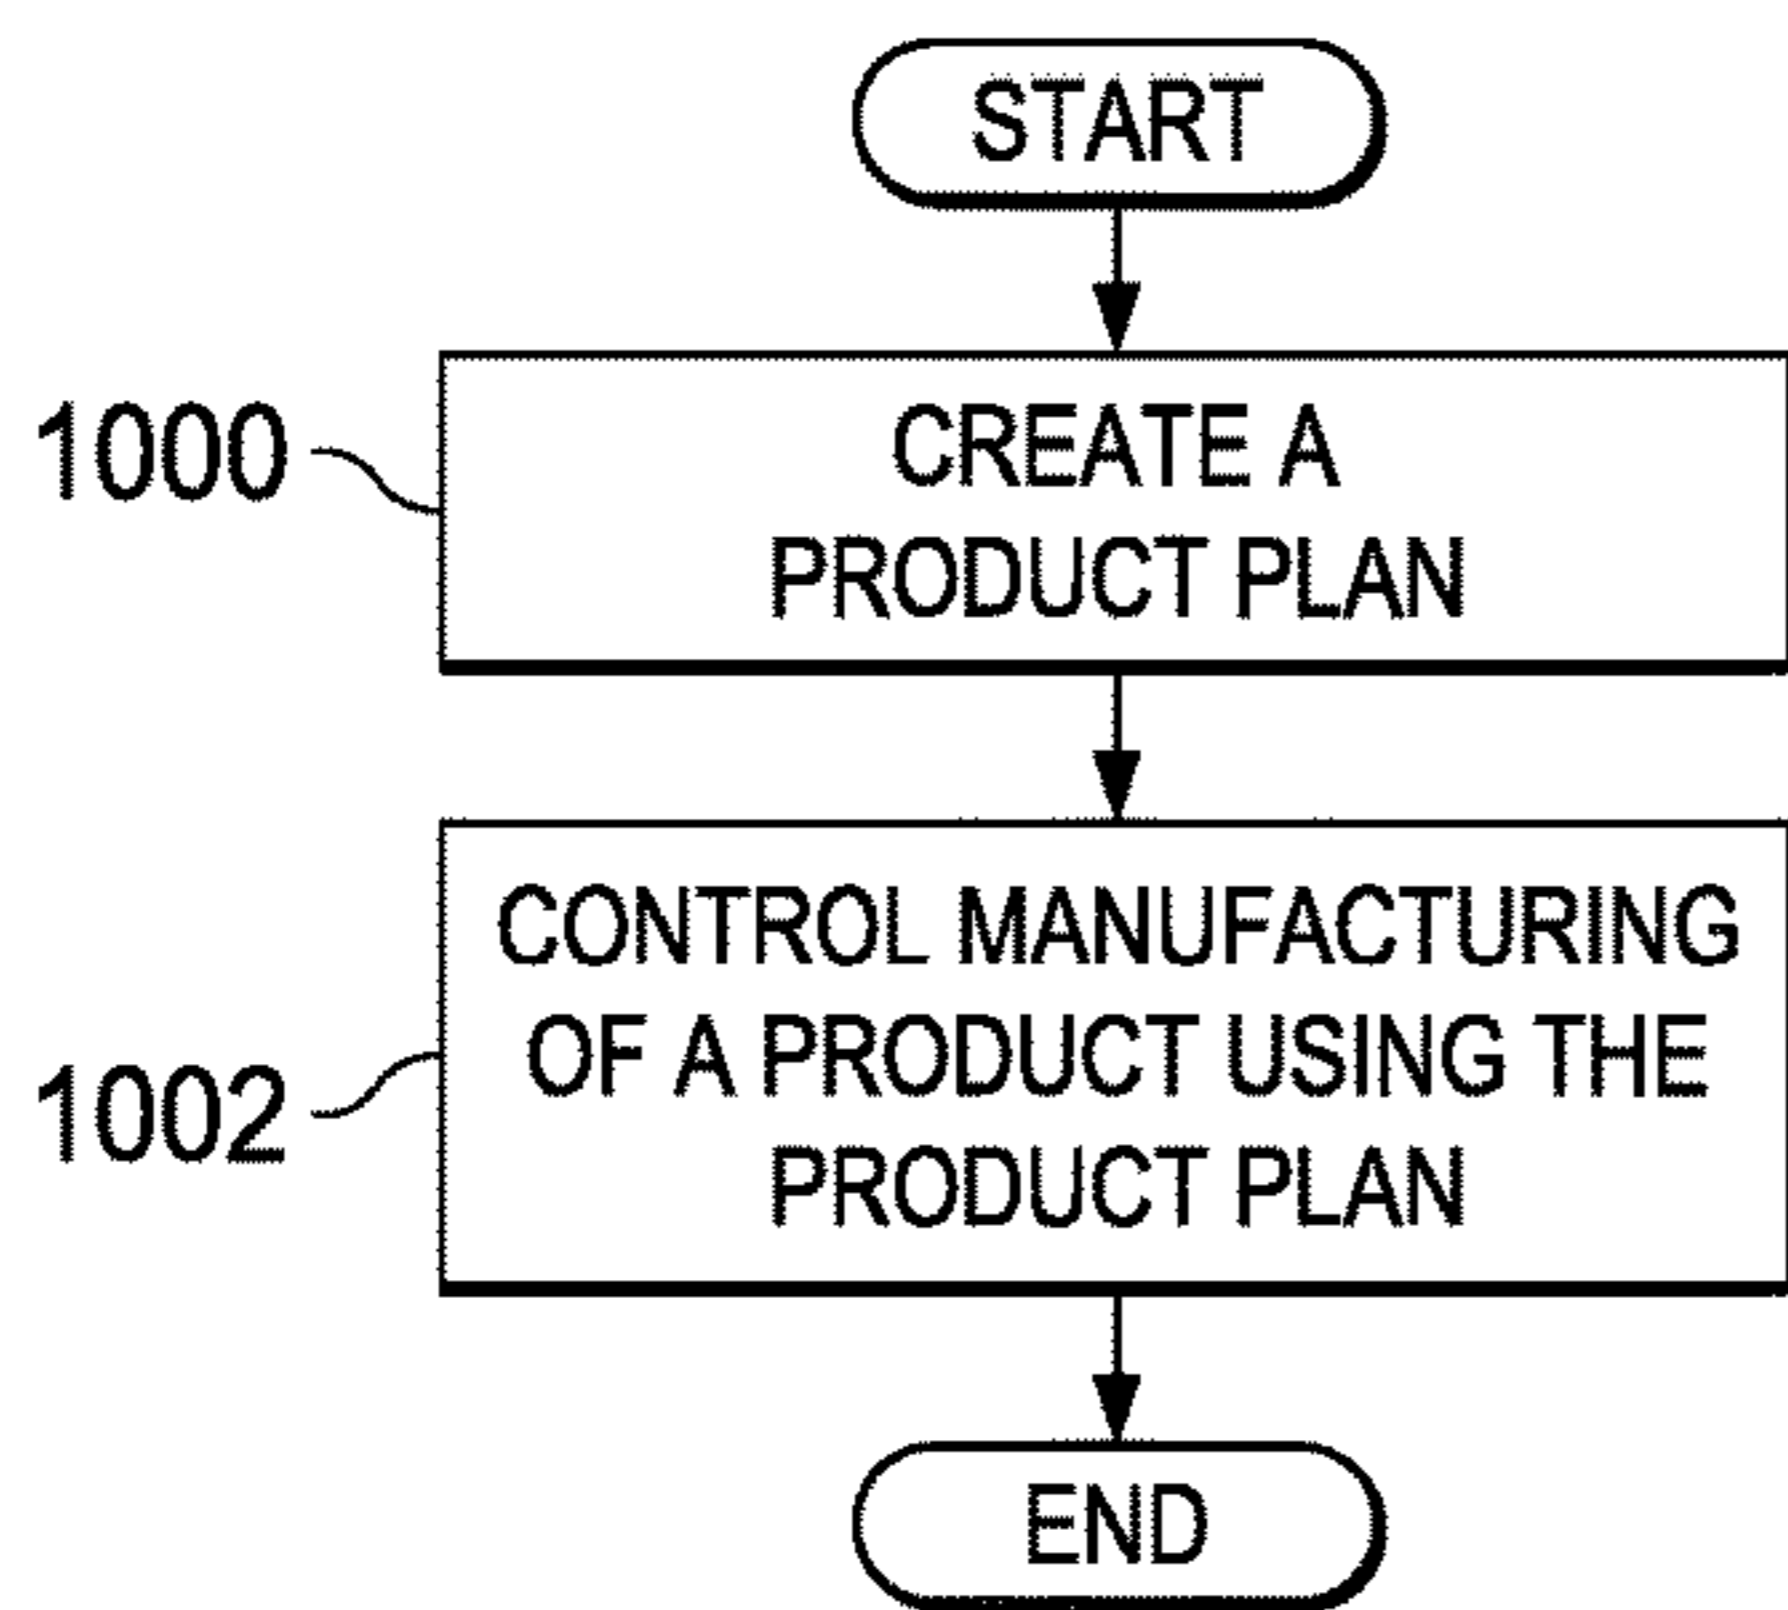 START
1000
CREATE A
PRODUCT PLAN
1002
CONTROL MANUFACTURING
OF A PRODUCT USING THE
PRODUCT PLAN
END